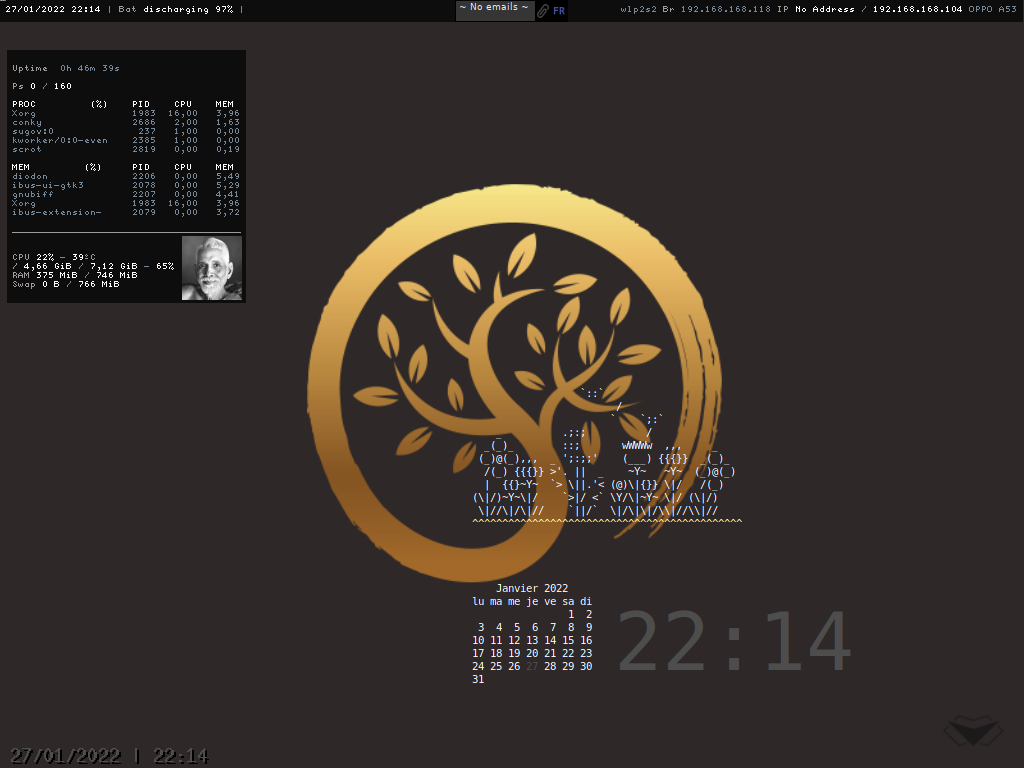 27/01/2022 22:14 | Bat discharging 97% |
~ No emails ~
FR
wlp2s2 Br 192.168.168.118 IP No Address / 192.168.168.104 OPPO A53
Uptime 0h 46m 39s
Ps 0 / 160
PROC (%) PID CPU MEM
Xorg 1983 16,00 3,96
conky 2686 2,00 1,63
sugov:0 237 1,00 0,00
kworker/0:0-even 2385 1,00 0,00
scrot 2819 0,00 0,19
MEM (%) PID CPU MEM
diodon 2206 0,00 5,49
ibus-ui-gtk3 2078 0,00 5,29
gnubiff 2207 0,00 4,41
Xorg 1983 16,00 3,96
ibus-extension- 2079 0,00 3,72
CPU 22% - 39ºC
/ 4,66 GiB / 7,12 GiB - 65%
RAM 375 MiB / 746 MiB
Swap 0 B / 766 MiB
Janvier 2022
lu ma me je ve sa di
1 2
3 4 5 6 7 8 9
10 11 12 13 14 15 16
17 18 19 20 21 22 23
24 25 26 27 28 29 30
31
22:14
27/01/2022 | 22:14